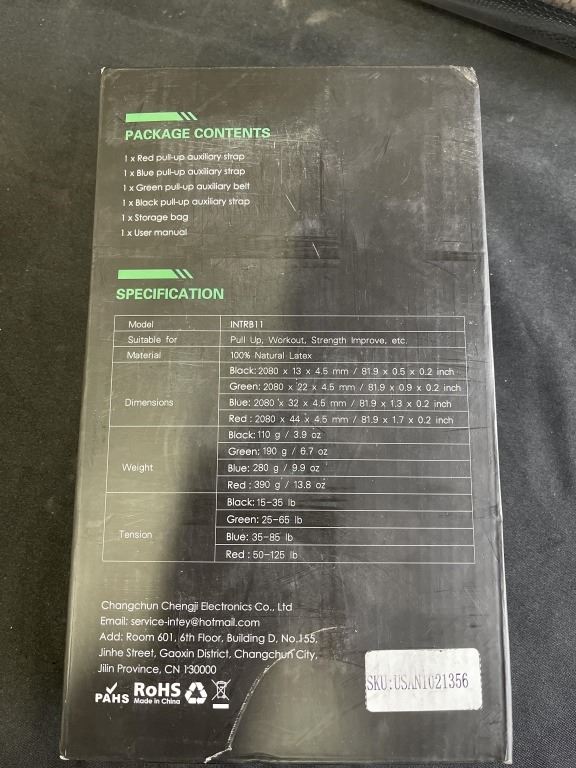 PACKAGE CONTENTS
1 x Red pull-up auxiliary strap
1 x Blue pull-up auxiliary strap
1 x Green pull-up auxiliary belt
1 x Black pull-up auxiliary strap
1 x Storage bag
1 x User manual
SPECIFICATION
Model INTRB11
Suitable for Pull Up, Workout, Strength Improve, etc.
Material 100% Natural Latex
Dimensions
Black: 2080 x 13 x 4.5 mm / 81.9 x 0.5 x 0.2 inch
Green: 2080 x 22 x 4.5 mm / 81.9 x 0.9 x 0.2 inch
Blue: 2080 x 32 x 4.5 mm / 81.9 x 1.3 x 0.2 inch
Red : 2080 x 44 x 4.5 mm / 81.9 x 1.7 x 0.2 inch
Weight
Black: 110 g / 3.9 oz
Green: 190 g / 6.7 oz
Blue: 280 g / 9.9 oz
Red : 390 g / 13.8 oz
Tension
Black: 15-35 lb
Green: 25-65 lb
Blue: 35-85 lb
Red : 50-125 lb
Changchun Chengji Electronics Co., Ltd
Email: service-intey@hotmail.com
Add: Room 601, 6th Floor, Building D, No.155,
Jinhe Street, Gaoxin District, Changchun City,
Jilin Province, CN 130000
PAHS RoHS
Made in China
SKU:USAN1021356